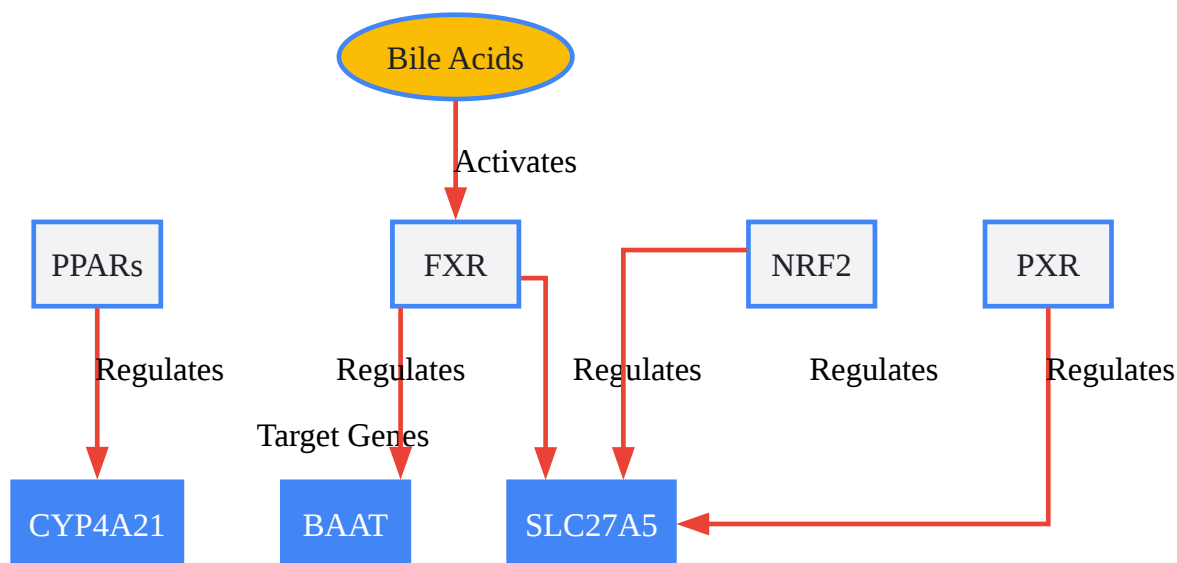 Bile Acids
Activates
PPARs
FXR
NRF2
PXR
Regulates
Regulates
Regulates
Regulates
Regulates
Target Genes
CYP4A21
BAAT
SLC27A5